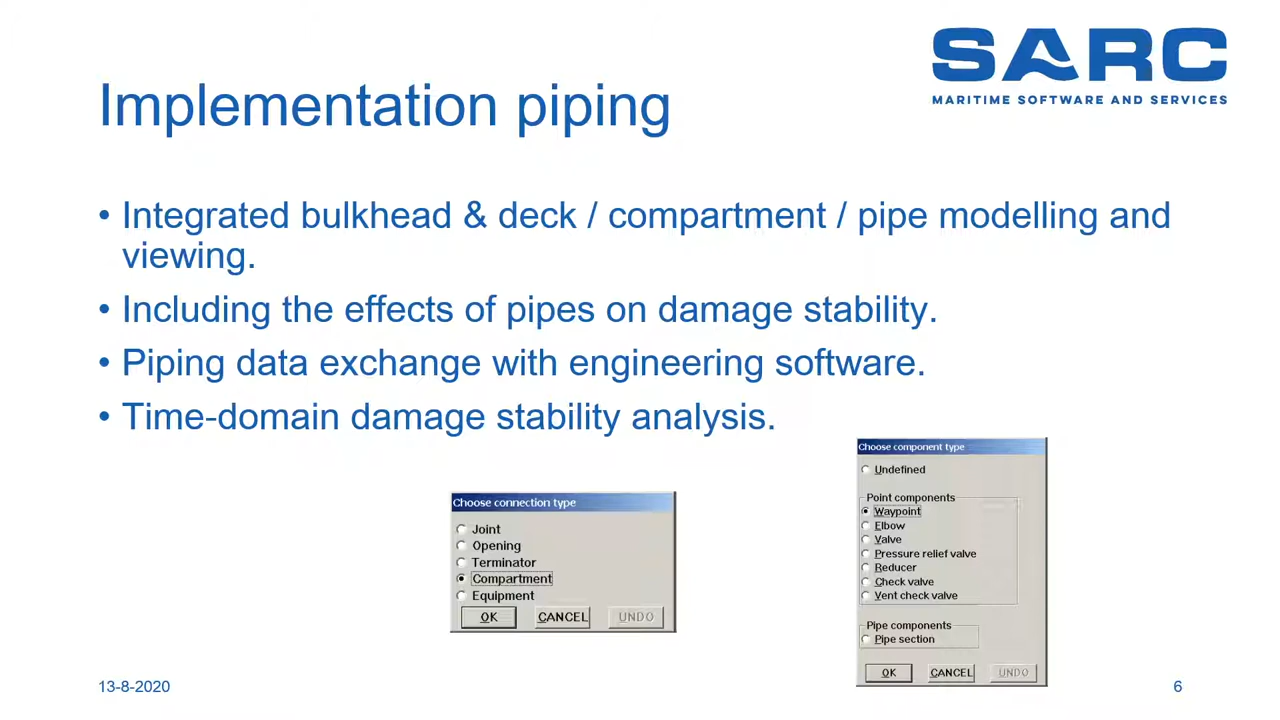 SARC
MARITIME SOFTWARE AND SERVICES
Implementation piping
• Integrated bulkhead & deck / compartment / pipe modelling and
viewing.
• Including the effects of pipes on damage stability.
• Piping data exchange with engineering software.
• Time-domain damage stability analysis.
Choose connection type
Joint
Opening
Terminator
Compartment
Equipment
OK CANCEL UNDO
Choose component type
Undefined
Point components
Waypoint
Elbow
Valve
Pressure relief valve
Reducer
Check valve
Vent check valve
Pipe components
Pipe section
OK CANCEL UNDO
13-8-2020
6